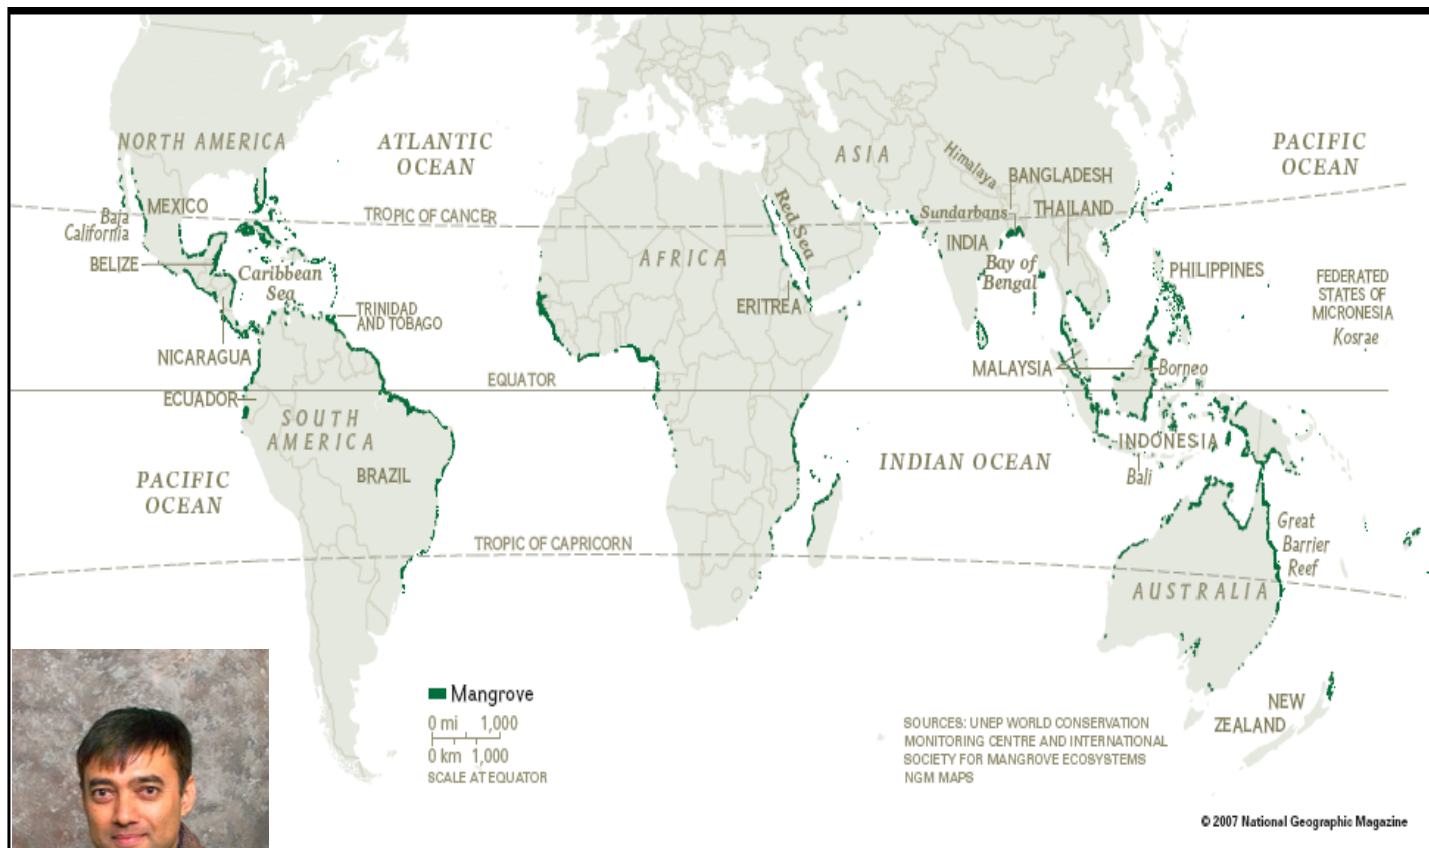 NORTH AMERICA
ATLANTIC
OCEAN
ASIA
Himalaya
PACIFIC
OCEAN
BANGLADESH
Baja
California
MEXICO
TROPIC OF CANCER
Red Sea
Sundarbans
THAILAND
INDIA
BELIZE
Caribbean
Sea
AFRICA
Bay of
Bengal
PHILIPPINES
FEDERATED
STATES OF
MICRONESIA
Kosrae
TRINIDAD
AND TOBAGO
ERITREA
NICARAGUA
MALAYSIA
Borneo
EQUATOR
ECUADOR
SOUTH
AMERICA
BRAZIL
INDIAN OCEAN
INDONESIA
Bali
PACIFIC
OCEAN
TROPIC OF CAPRICORN
Great
Barrier
Reef
AUSTRALIA
Mangrove
0 mi 1,000
0 km 1,000
SCALE AT EQUATOR
NEW
ZEALAND
SOURCES: UNEP WORLD CONSERVATION
MONITORING CENTRE AND INTERNATIONAL
SOCIETY FOR MANGROVE ECOSYSTEMS
NGM MAPS
© 2007 National Geographic Magazine